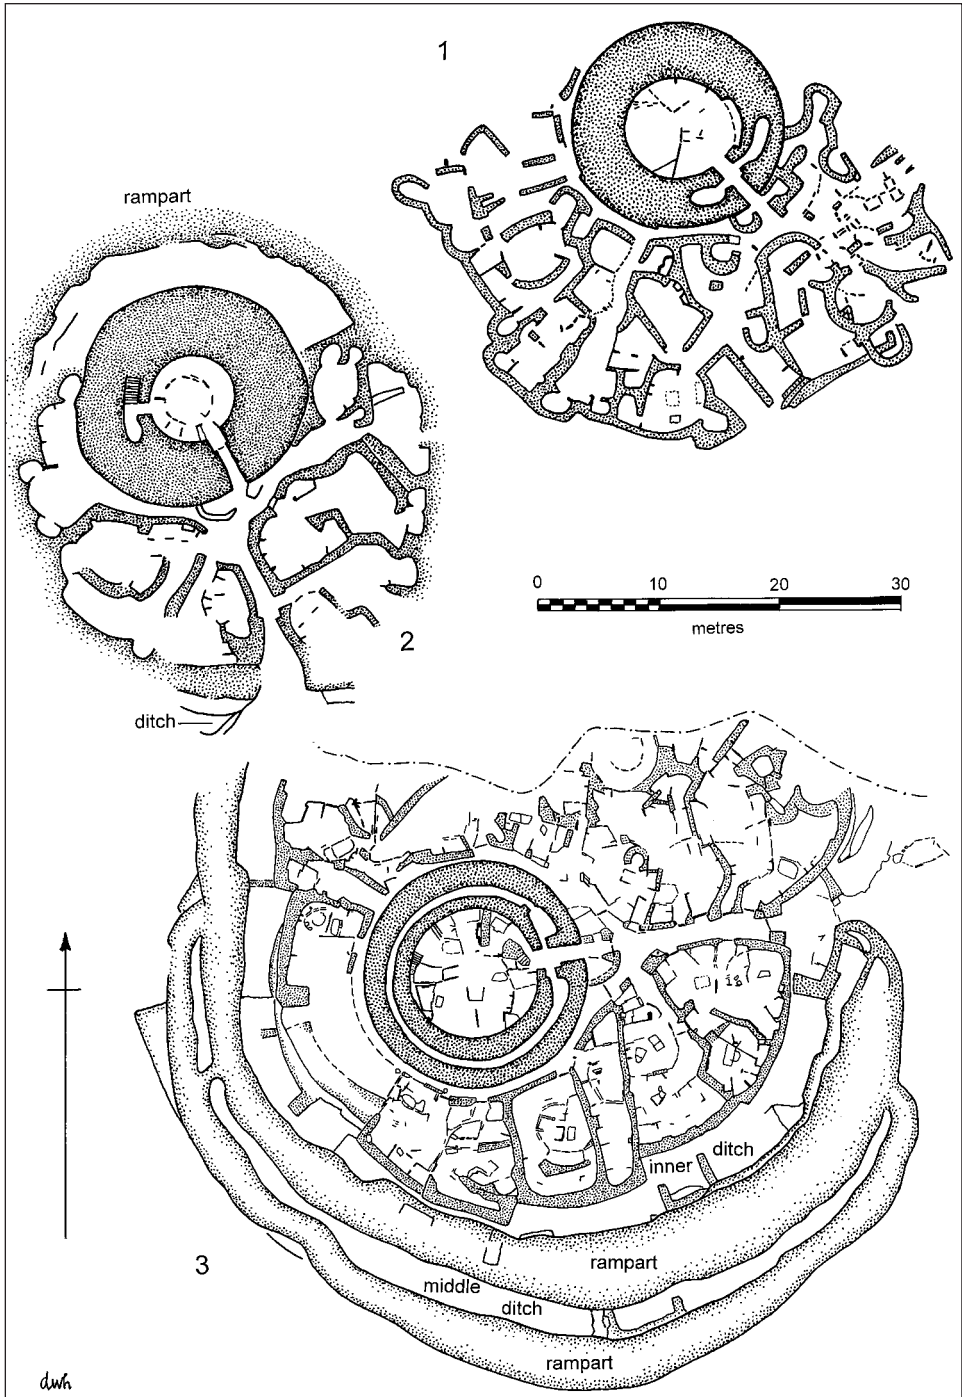 1
rampart
0 10 20 30
metres
2
ditch
inner ditch
rampart
3
middle
ditch
rampart
dwh